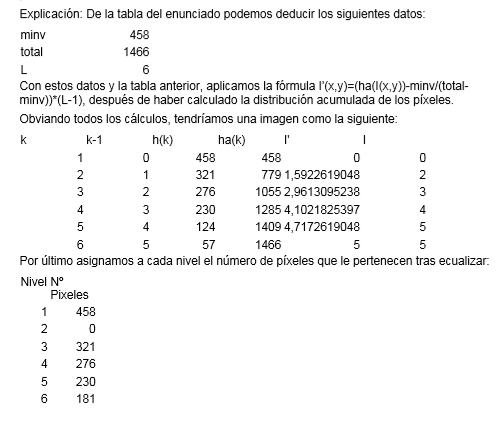 Explicación: De la tabla del enunciado podemos deducir los siguientes datos:
minv 458
total 1466
L 6
Con estos datos y la tabla anterior, aplicamos la fórmula I'(x,y)=(ha(I(x,y))-minv/(total-
minv))*(L-1), después de haber calculado la distribución acumulada de los píxeles.
Obviando todos los cálculos, tendríamos una imagen como la siguiente:
k k-1 h(k) ha(k) I' I
1 0 458 458 0 0
2 1 321 779 1,5922619048 2
3 2 276 1055 2,9613095238 3
4 3 230 1285 4,1021825397 4
5 4 124 1409 4,7172619048 5
6 5 57 1466 5 5
Por último asignamos a cada nivel el número de píxeles que le pertenecen tras ecualizar:
Nivel Nº
Pixeles
1 458
2 0
3 321
4 276
5 230
6 181